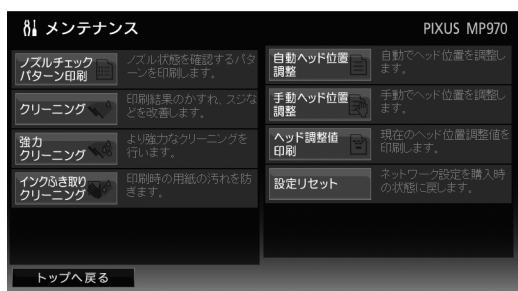 メンテナンス
PIXUS MP970
ノズルチェック
パターン印刷
ノズル状態を確認するパタ
ーンを印刷します。
クリーニング
印刷結果のかすれ、スジな
どを改善します。
強力
クリーニング
より強力なクリーニングを
行います。
インクふき取り
クリーニング
印刷時の用紙の汚れを防
ぎます。
自動ヘッド位置
調整
自動でヘッド位置を調整し
ます。
手動ヘッド位置
調整
手動でヘッド位置を調整し
ます。
ヘッド調整値
印刷
現在のヘッド位置調整値を
印刷します。
設定リセット
ネットワーク設定を購入時
の状態に戻します。
トップへ戻る